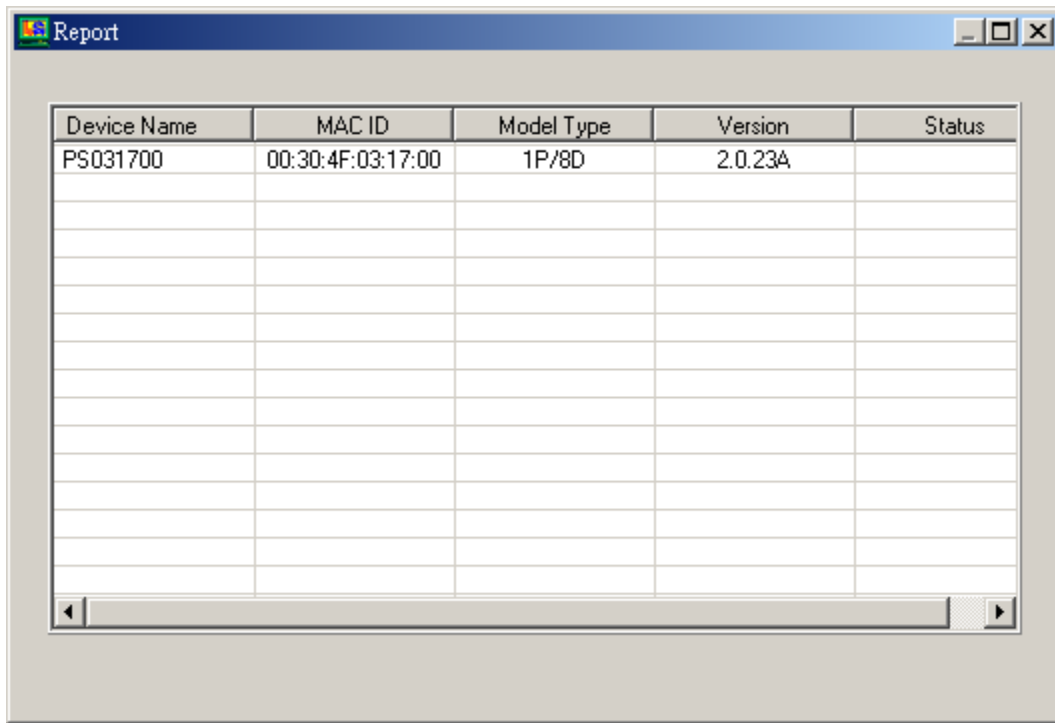 Report
Device Name MAC ID Model Type Version Status
PS031700 00:30:4F:03:17:00 1P/8D 2.0.23A